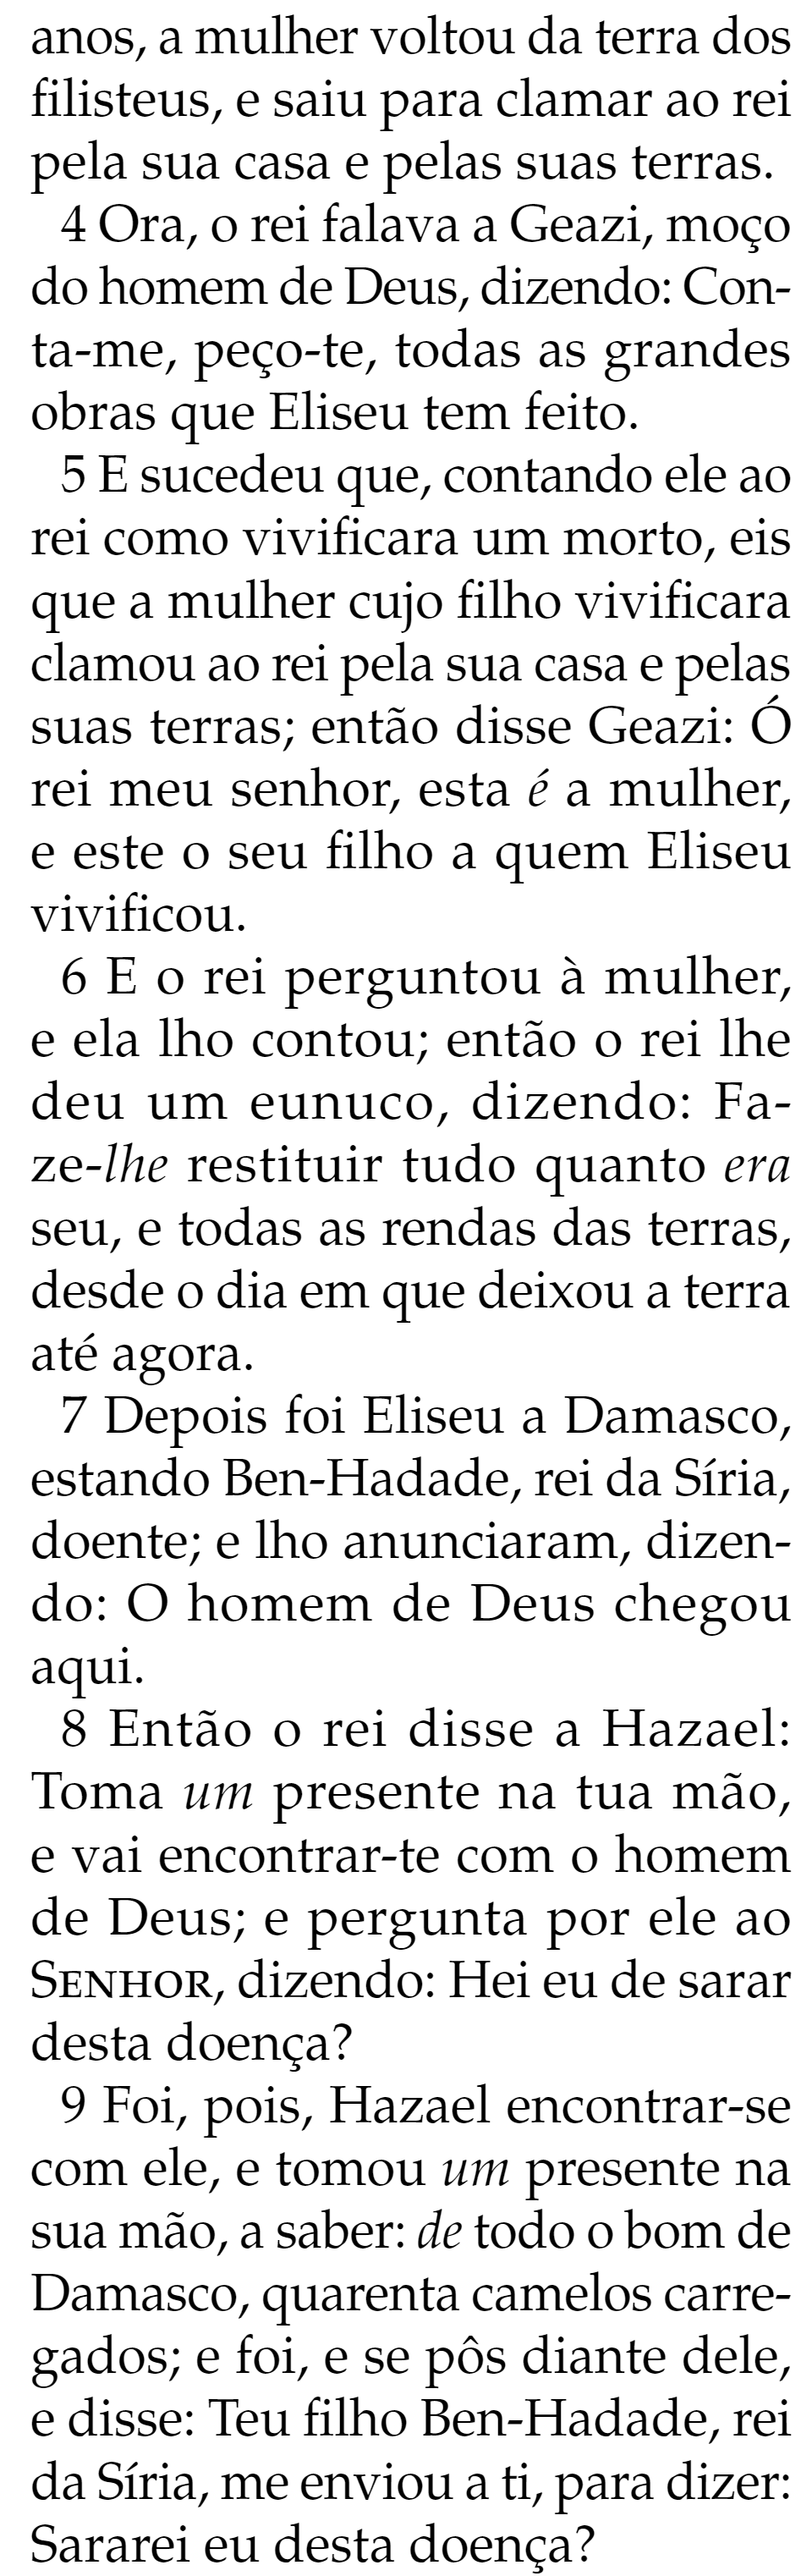 anos, a mulher voltou da terra dos
filisteus, e saiu para clamar ao rei
pela sua casa e pelas suas terras.
4 Ora, o rei falava a Geazi, moço
do homem de Deus, dizendo: Con-
ta-me, peço-te, todas as grandes
obras que Eliseu tem feito.
5 E sucedeu que, contando ele ao
rei como vivificara um morto, eis
que a mulher cujo filho vivificara
clamou ao rei pela sua casa e pelas
suas terras; então disse Geazi: Ó
rei meu senhor, esta é a mulher,
e este o seu filho a quem Eliseu
vivificou.
6 E o rei perguntou à mulher,
e ela lho contou; então o rei lhe
deu um eunuco, dizendo: Fa-
ze-lhe restituir tudo quanto era
seu, e todas as rendas das terras,
desde o dia em que deixou a terra
até agora.
7 Depois foi Eliseu a Damasco,
estando Ben-Hadade, rei da Síria,
doente; e lho anunciaram, dizen-
do: O homem de Deus chegou
aqui.
8 Então o rei disse a Hazael:
Toma um presente na tua mão,
e vai encontrar-te com o homem
de Deus; e pergunta por ele ao
SENHOR, dizendo: Hei eu de sarar
desta doença?
9 Foi, pois, Hazael encontrar-se
com ele, e tomou um presente na
sua mão, a saber: de todo o bom de
Damasco, quarenta camelos carre-
gados; e foi, e se pôs diante dele,
e disse: Teu filho Ben-Hadade, rei
da Síria, me enviou a ti, para dizer:
Sararei eu desta doença?